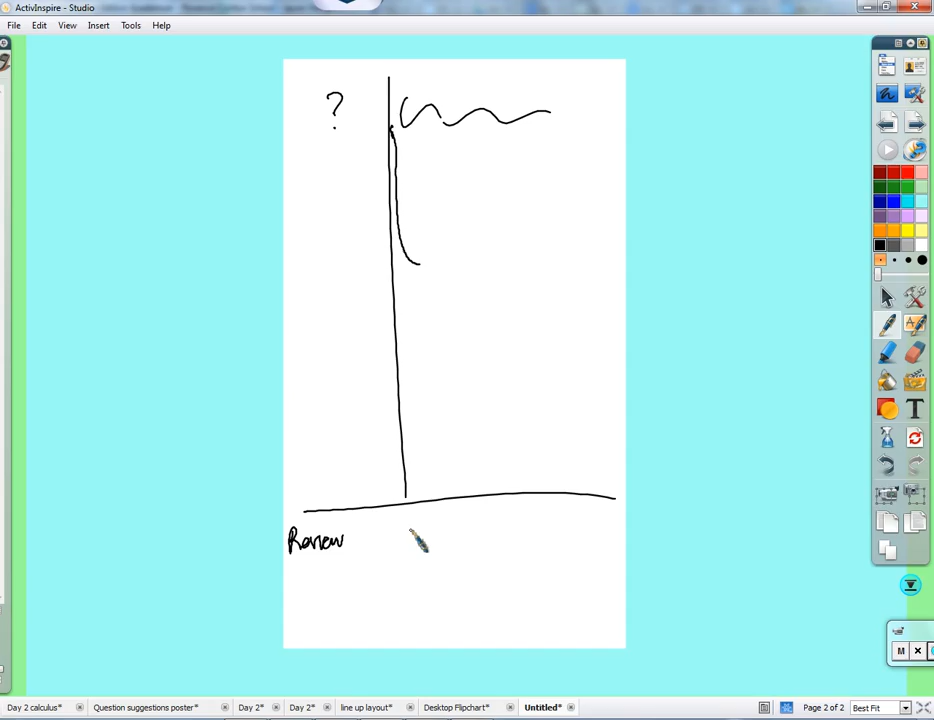 ActivInspire - Studio
File Edit View Insert Tools Help
?
Review
M
Day 2 calculus* Question suggestions poster* Day 2* Day 2* line up layout* Desktop Flipchart* Untitled* Page 2 of 2 Best Fit